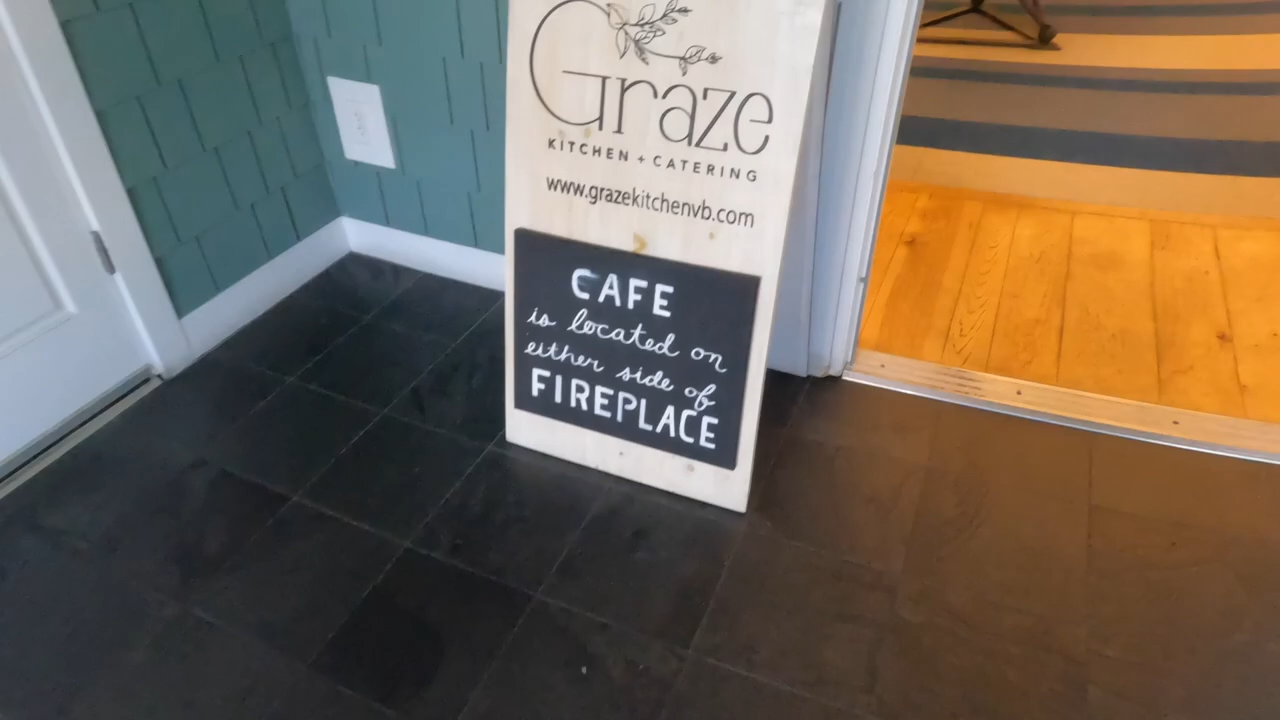 Graze
KITCHEN + CATERING
www.grazekitchenvb.com
CAFE
is located on
either side of
FIREPLACE